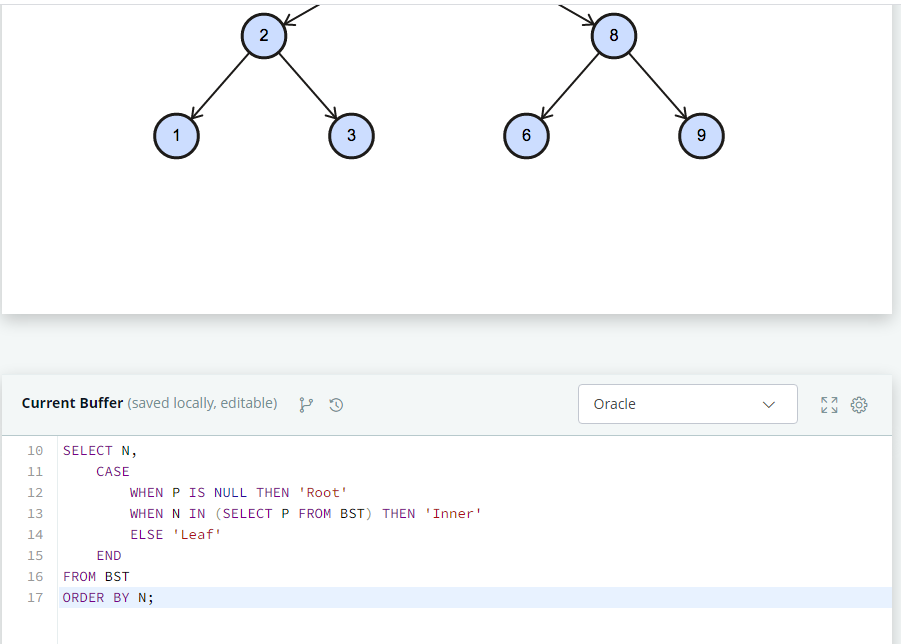 2 8
1 3 6 9
Current Buffer (saved locally, editable) Oracle
10 SELECT N,
11 CASE
12 WHEN P IS NULL THEN 'Root'
13 WHEN N IN (SELECT P FROM BST) THEN 'Inner'
14 ELSE 'Leaf'
15 END
16 FROM BST
17 ORDER BY N;